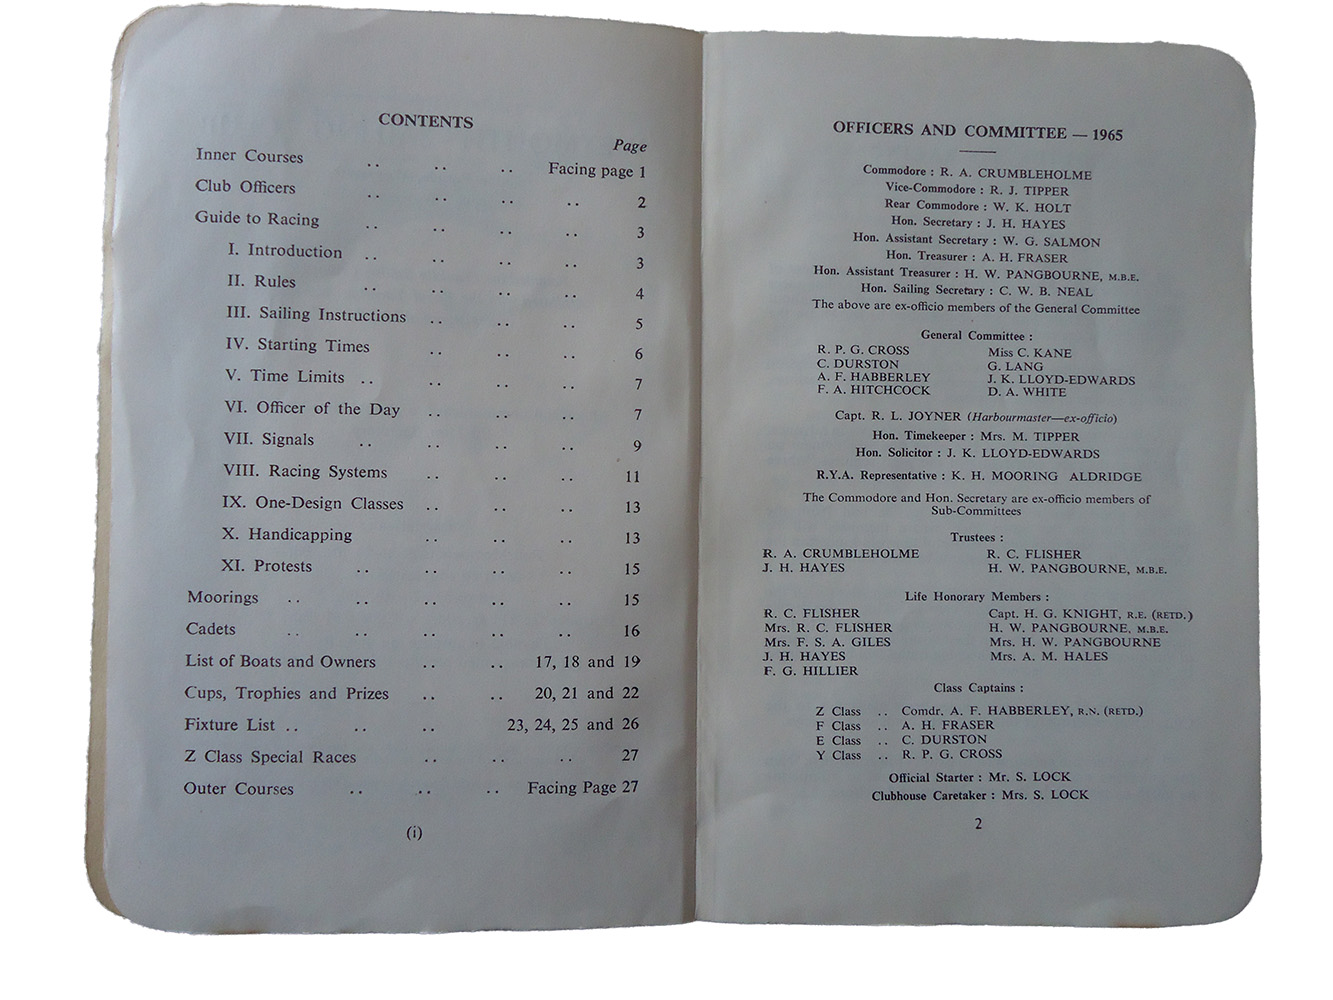 CONTENTS
Page
Inner Courses .. .. .. Facing page 1
Club Officers .. .. .. .. 2
Guide to Racing .. .. .. .. 3
I. Introduction .. .. .. .. 3
II. Rules .. .. .. .. 4
III. Sailing Instructions .. .. .. 5
IV. Starting Times .. .. .. 6
V. Time Limits .. .. .. .. 7
VI. Officer of the Day .. .. .. 7
VII. Signals .. .. .. .. 9
VIII. Racing Systems .. .. .. 11
IX. One-Design Classes .. .. .. 13
X. Handicapping .. .. .. 13
XI. Protests .. .. .. .. 15
Moorings .. .. .. .. .. 15
Cadets .. .. .. .. .. 16
List of Boats and Owners .. .. 17, 18 and 19
Cups, Trophies and Prizes .. .. 20, 21 and 22
Fixture List .. .. .. 23, 24, 25 and 26
Z Class Special Races .. .. .. 27
Outer Courses .. .. .. Facing Page 27
(i)
OFFICERS AND COMMITTEE — 1965
Commodore : R. A. CRUMBLEHOLME
Vice-Commodore : R. J. TIPPER
Rear Commodore : W. K. HOLT
Hon. Secretary : J. H. HAYES
Hon. Assistant Secretary : W. G. SALMON
Hon. Treasurer : A. H. FRASER
Hon. Assistant Treasurer : H. W. PANGBOURNE, M.B.E.
Hon. Sailing Secretary : C. W. B. NEAL
The above are ex-officio members of the General Committee
General Committee :
R. P. G. CROSS Miss C. KANE
C. DURSTON G. LANG
A. F. HABBERLEY J. K. LLOYD-EDWARDS
F. A. HITCHCOCK D. A. WHITE
Capt. R. L. JOYNER (Harbourmaster—ex-officio)
Hon. Timekeeper : Mrs. M. TIPPER
Hon. Solicitor : J. K. LLOYD-EDWARDS
R.Y.A. Representative : K. H. MOORING ALDRIDGE
The Commodore and Hon. Secretary are ex-officio members of
Sub-Committees
Trustees :
R. A. CRUMBLEHOLME R. C. FLISHER
J. H. HAYES H. W. PANGBOURNE, M.B.E.
Life Honorary Members :
R. C. FLISHER Capt. H. G. KNIGHT, R.E. (RETD.)
Mrs. R. C. FLISHER H. W. PANGBOURNE, M.B.E.
Mrs. F. S. A. GILES Mrs. H. W. PANGBOURNE
J. H. HAYES Mrs. A. M. HALES
F. G. HILLIER
Class Captains :
Z Class .. Comdr. A. F. HABBERLEY, R.N. (RETD.)
F Class .. A. H. FRASER
E Class .. C. DURSTON
Y Class .. R. P. G. CROSS
Official Starter : Mr. S. LOCK
Clubhouse Caretaker : Mrs. S. LOCK
2